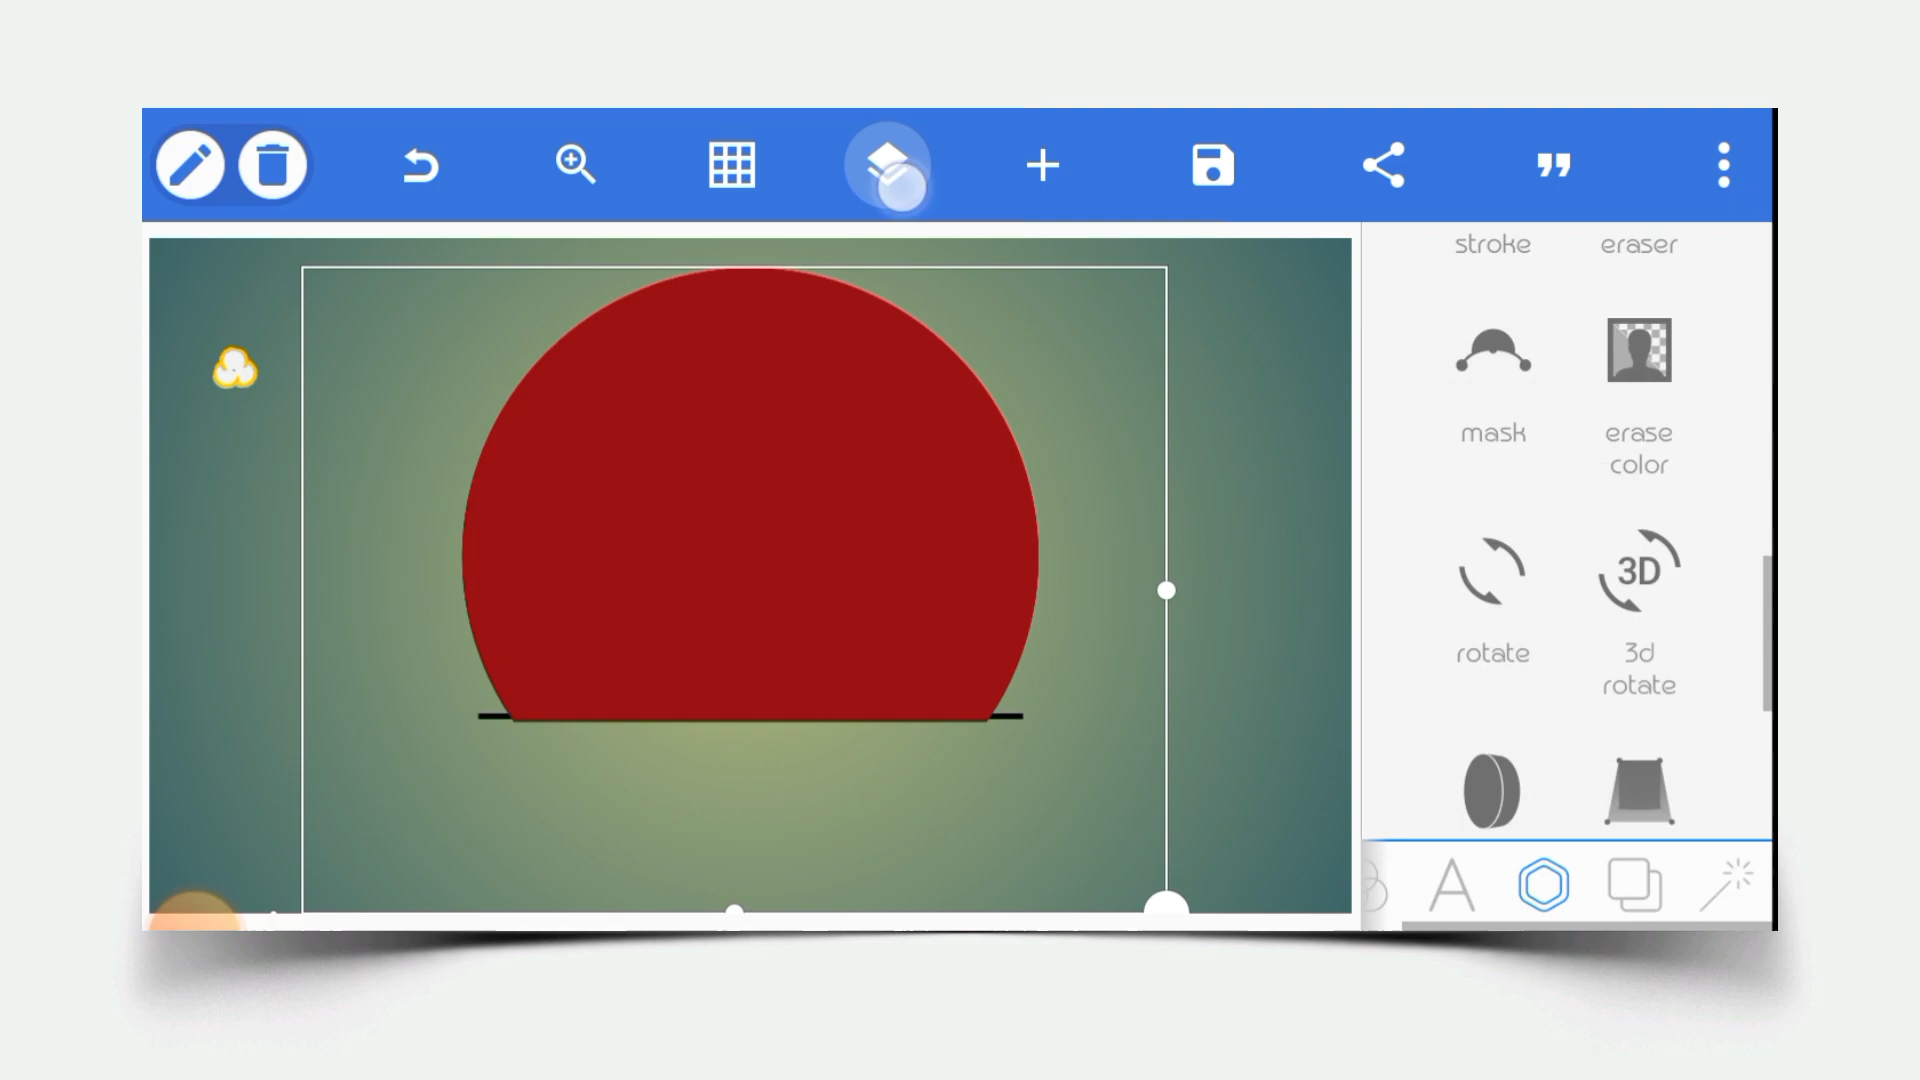 stroke eraser
mask erase
color
3D
rotate 3d
rotate
A